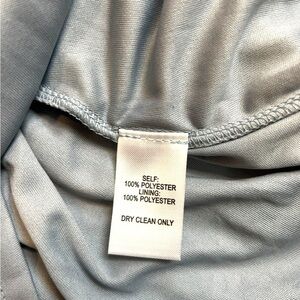 SELF:
100% POLYESTER
LINING:
100% POLYESTER
DRY CLEAN ONLY